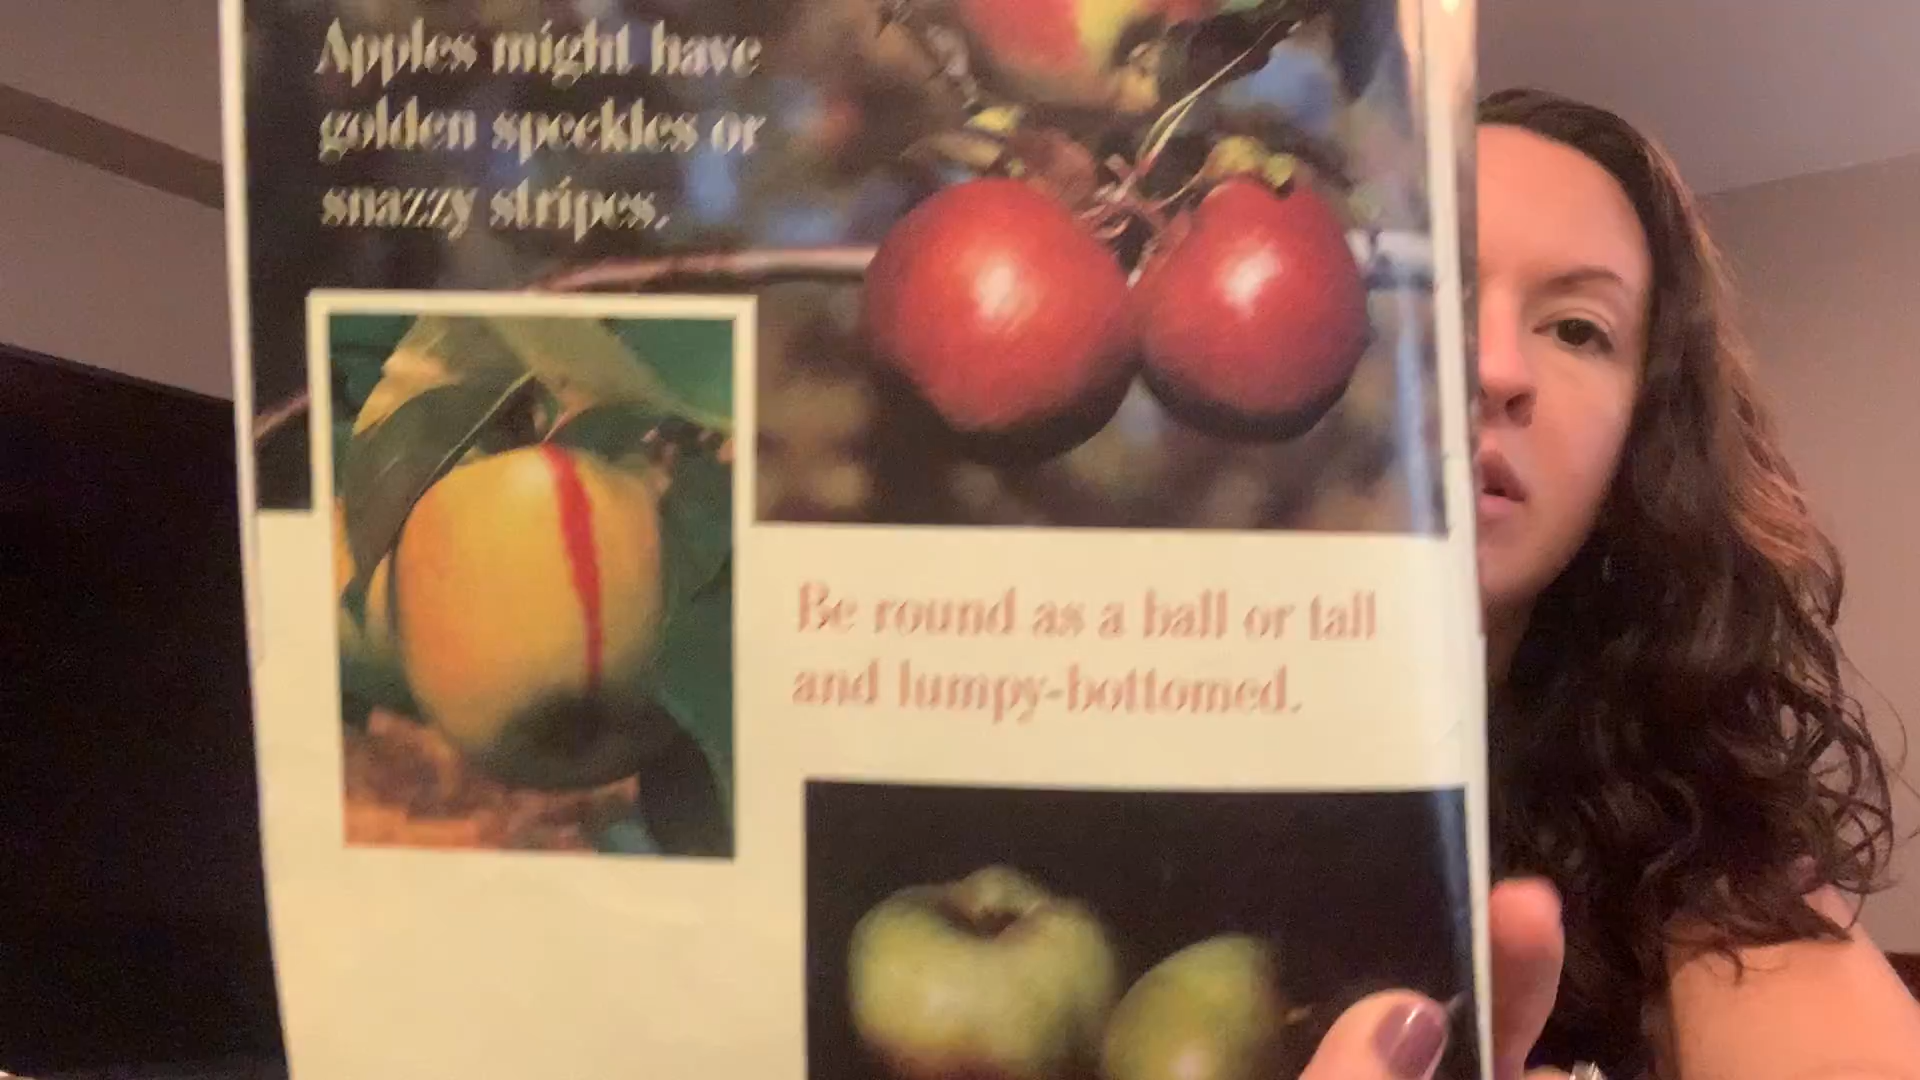 Apples might have
golden speckles or
snazzy stripes.
Be round as a ball or tall
and lumpy-bottomed.